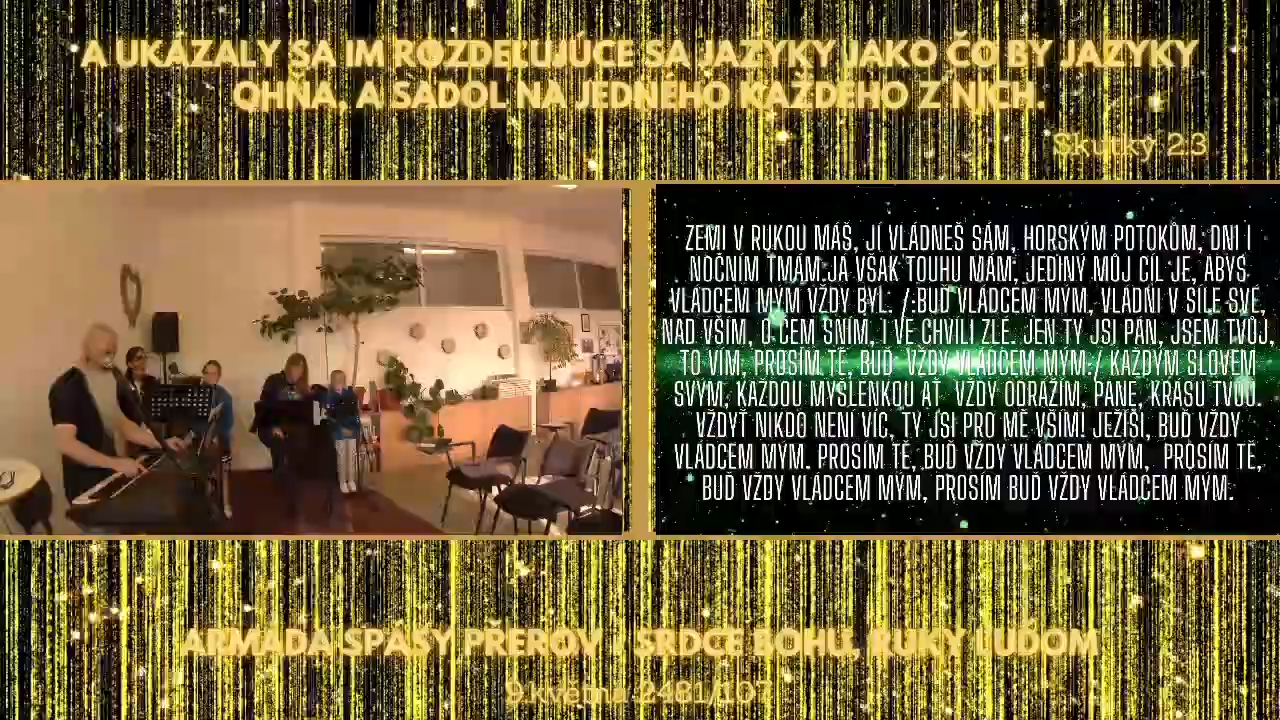 A UKÁZALY SA IM ROZDEĽUJÚCE SA JAZYKY JAKO ČO BY JAZYKY
OHŇA, A SADOL NA JEDNÉHO KAŽDÉHO Z NICH.
Skutky 2:3
ZEMI V RUKOU MÁŠ, JÍ VLÁDNEŠ SÁM, HORSKÝM POTOKŮM, DNI I
NOČNÍM TMÁM.JÁ VŠAK TOUHU MÁM, JEDINÝ MŮJ CÍL JE, ABYS
VLÁDCEM MÝM VŽDY BYL. /:BUĎ VLÁDCEM MÝM, VLÁDNI V SÍLE SVÉ,
NAD VŠÍM, O ČEM SNÍM, I VE CHVÍLI ZLÉ. JEN TY JSI PÁN, JSEM TVŮJ,
TO VÍM, PROSÍM TĚ, BUĎ VŽDY VLÁDCEM MÝM:/ KAŽDÝM SLOVEM
SVÝM, KAŽDOU MYŠLENKOU AŤ VŽDY ODRÁŽÍM, PANE, KRÁSU TVOU.
VŽDYŤ NIKDO NENÍ VÍC, TY JSI PRO MĚ VŠÍM! JEŽÍŠI, BUĎ VŽDY
VLÁDCEM MÝM. PROSÍM TĚ, BUĎ VŽDY VLÁDCEM MÝM, PROSÍM TĚ,
BUĎ VŽDY VLÁDCEM MÝM, PROSÍM BUĎ VŽDY VLÁDCEM MÝM.
ARMÁDA SPÁSY PŘEROV - SRDCE BOHU, RUKY ĽUĎOM
9.května 2481/107